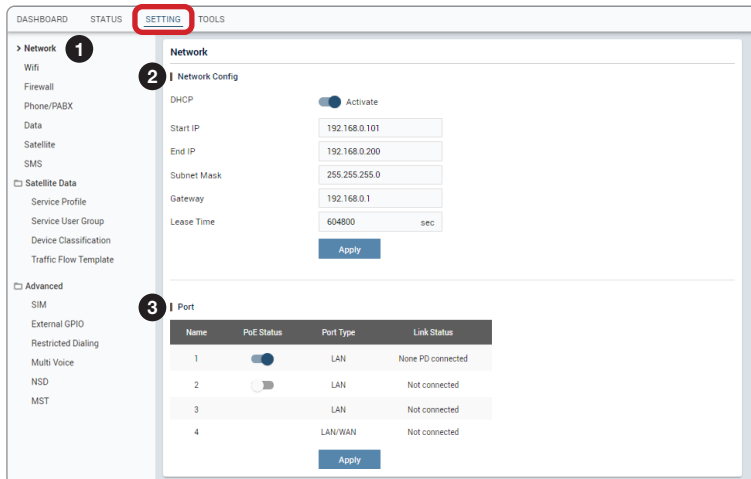 DASHBOARD STATUS SETTING TOOLS
> Network 1
Wifi
Firewall
Phone/PABX
Data
Satellite
SMS
Satellite Data
Service Profile
Service User Group
Device Classification
Traffic Flow Template
Advanced
SIM
External GPIO
Restricted Dialing
Multi Voice
NSD
MST
Network
2 Network Config
DHCP Activate
Start IP 192.168.0.101
End IP 192.168.0.200
Subnet Mask 255.255.255.0
Gateway 192.168.0.1
Lease Time 604800 sec
Apply
3 Port
Name PoE Status Port Type Link Status
1 LAN None PD connected
2 LAN Not connected
3 LAN Not connected
4 LAN/WAN Not connected
Apply